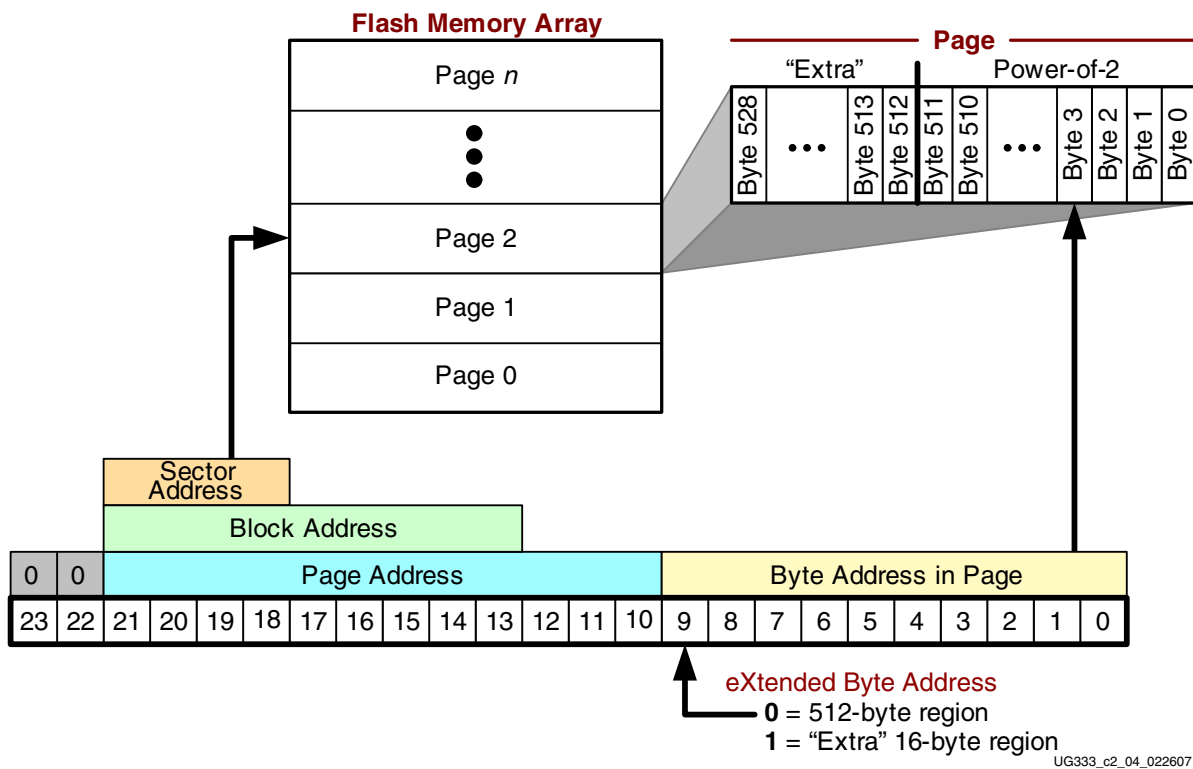 Flash Memory Array
Page
Page n
“Extra”
Power-of-2
Byte 528
•••
Byte 513
Byte 512
Byte 511
Byte 510
•••
Byte 3
Byte 2
Byte 1
Byte 0
Page 2
Page 1
Page 0
Sector
Address
Block Address
0 0 Page Address Byte Address in Page
23 22 21 20 19 18 17 16 15 14 13 12 11 10 9 8 7 6 5 4 3 2 1 0
eXtended Byte Address
0 = 512-byte region
1 = “Extra” 16-byte region
UG333_c2_04_022607